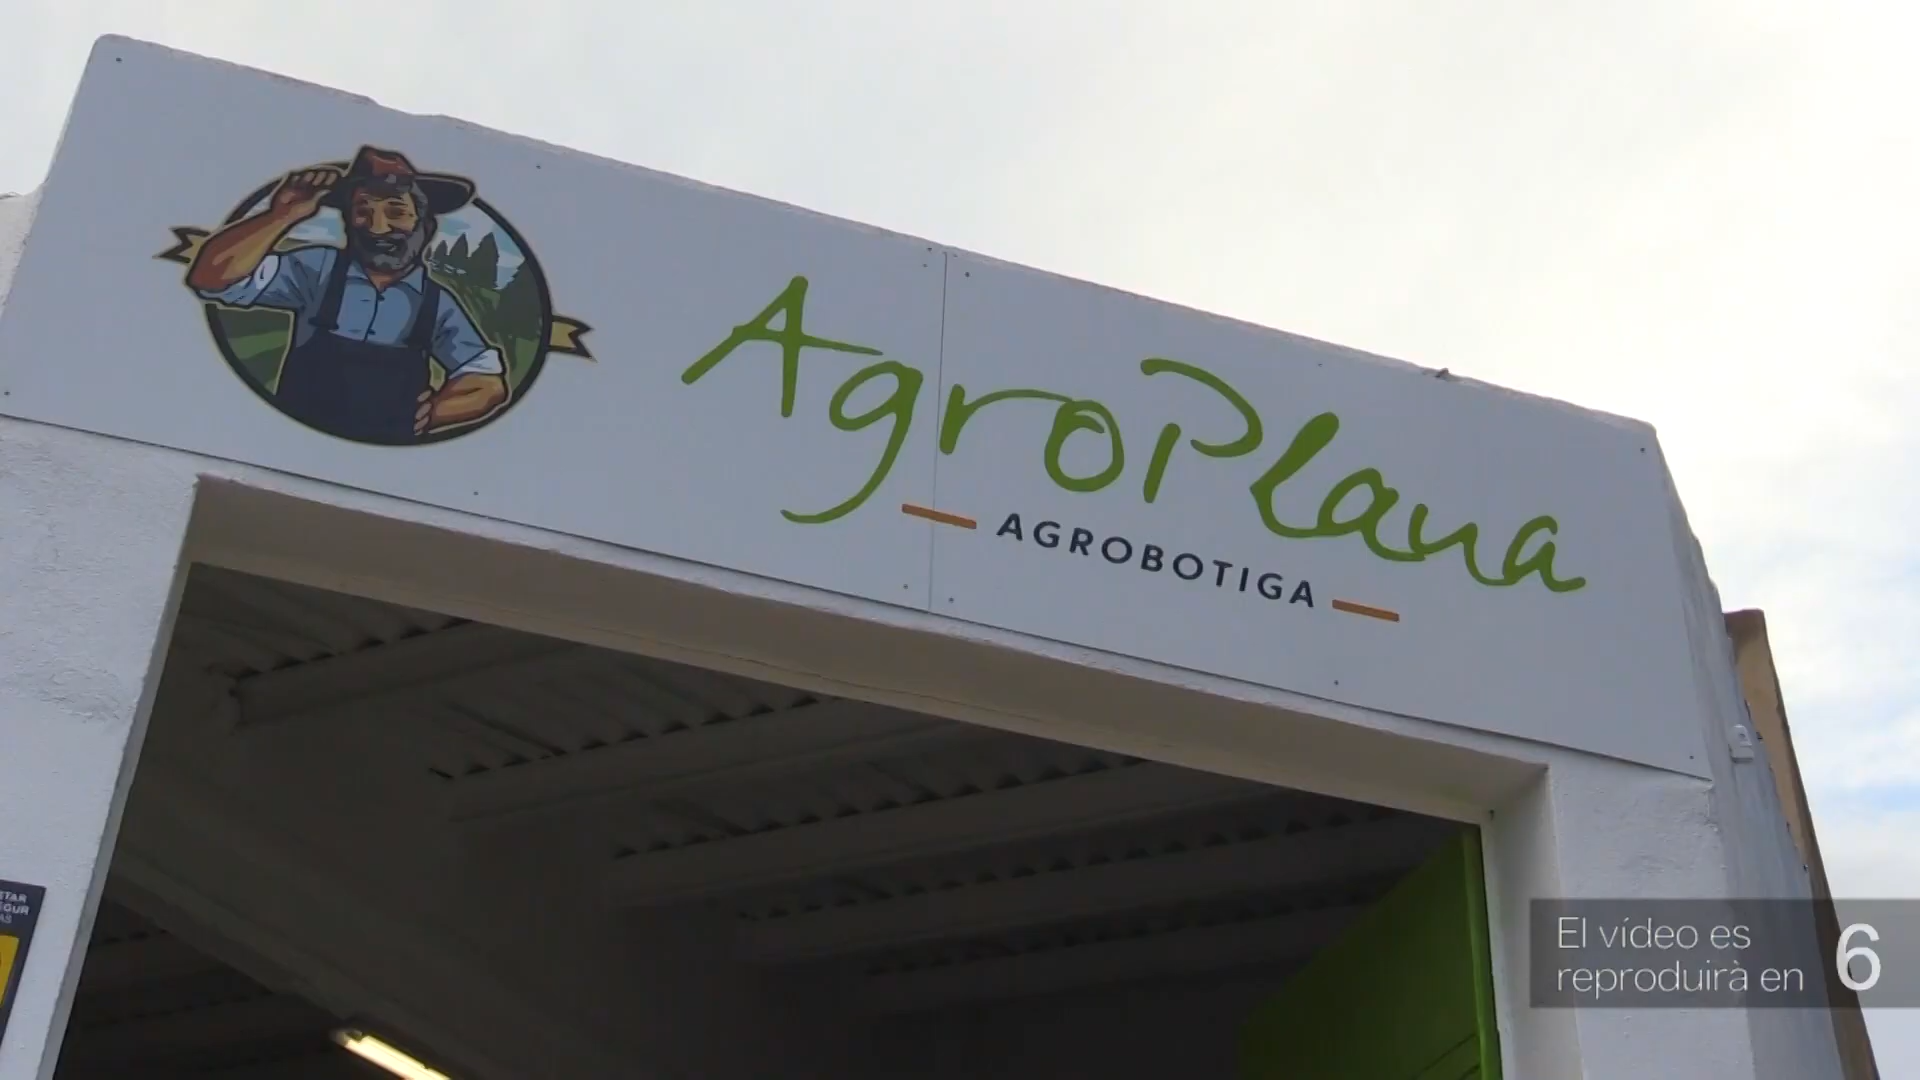 AgroPlana
AGROBOTIGA
El vídeo es
reproduirà en
6